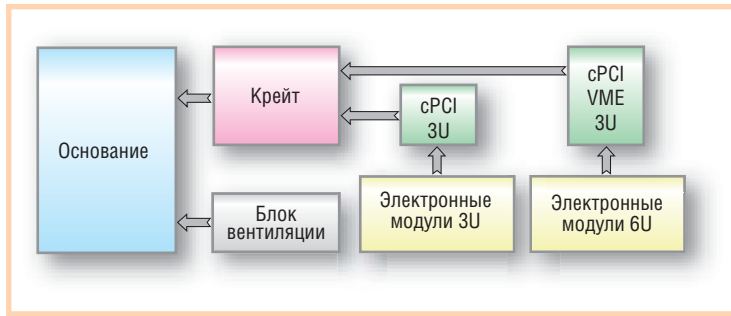 Основание
Крейт
Блок
вентиляции
cPCI
3U
cPCI
VME
3U
Электронные
модули 3U
Электронные
модули 6U